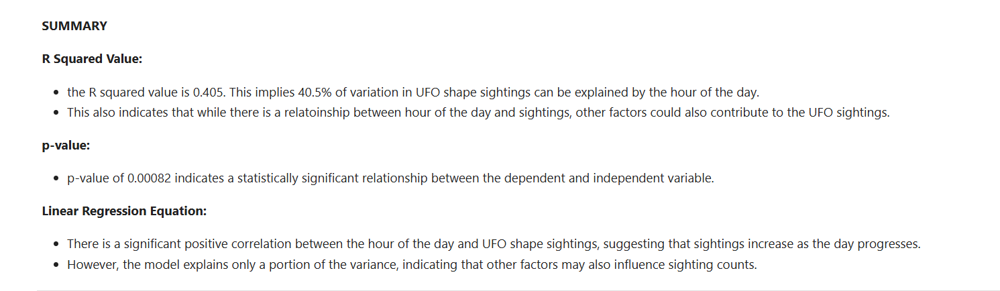 SUMMARY
R Squared Value:
• the R squared value is 0.405. This implies 40.5% of variation in UFO shape sightings can be explained by the hour of the day.
• This also indicates that while there is a relatoinship between hour of the day and sightings, other factors could also contribute to the UFO sightings.
p-value:
• p-value of 0.00082 indicates a statistically significant relationship between the dependent and independent variable.
Linear Regression Equation:
• There is a significant positive correlation between the hour of the day and UFO shape sightings, suggesting that sightings increase as the day progresses.
• However, the model explains only a portion of the variance, indicating that other factors may also influence sighting counts.